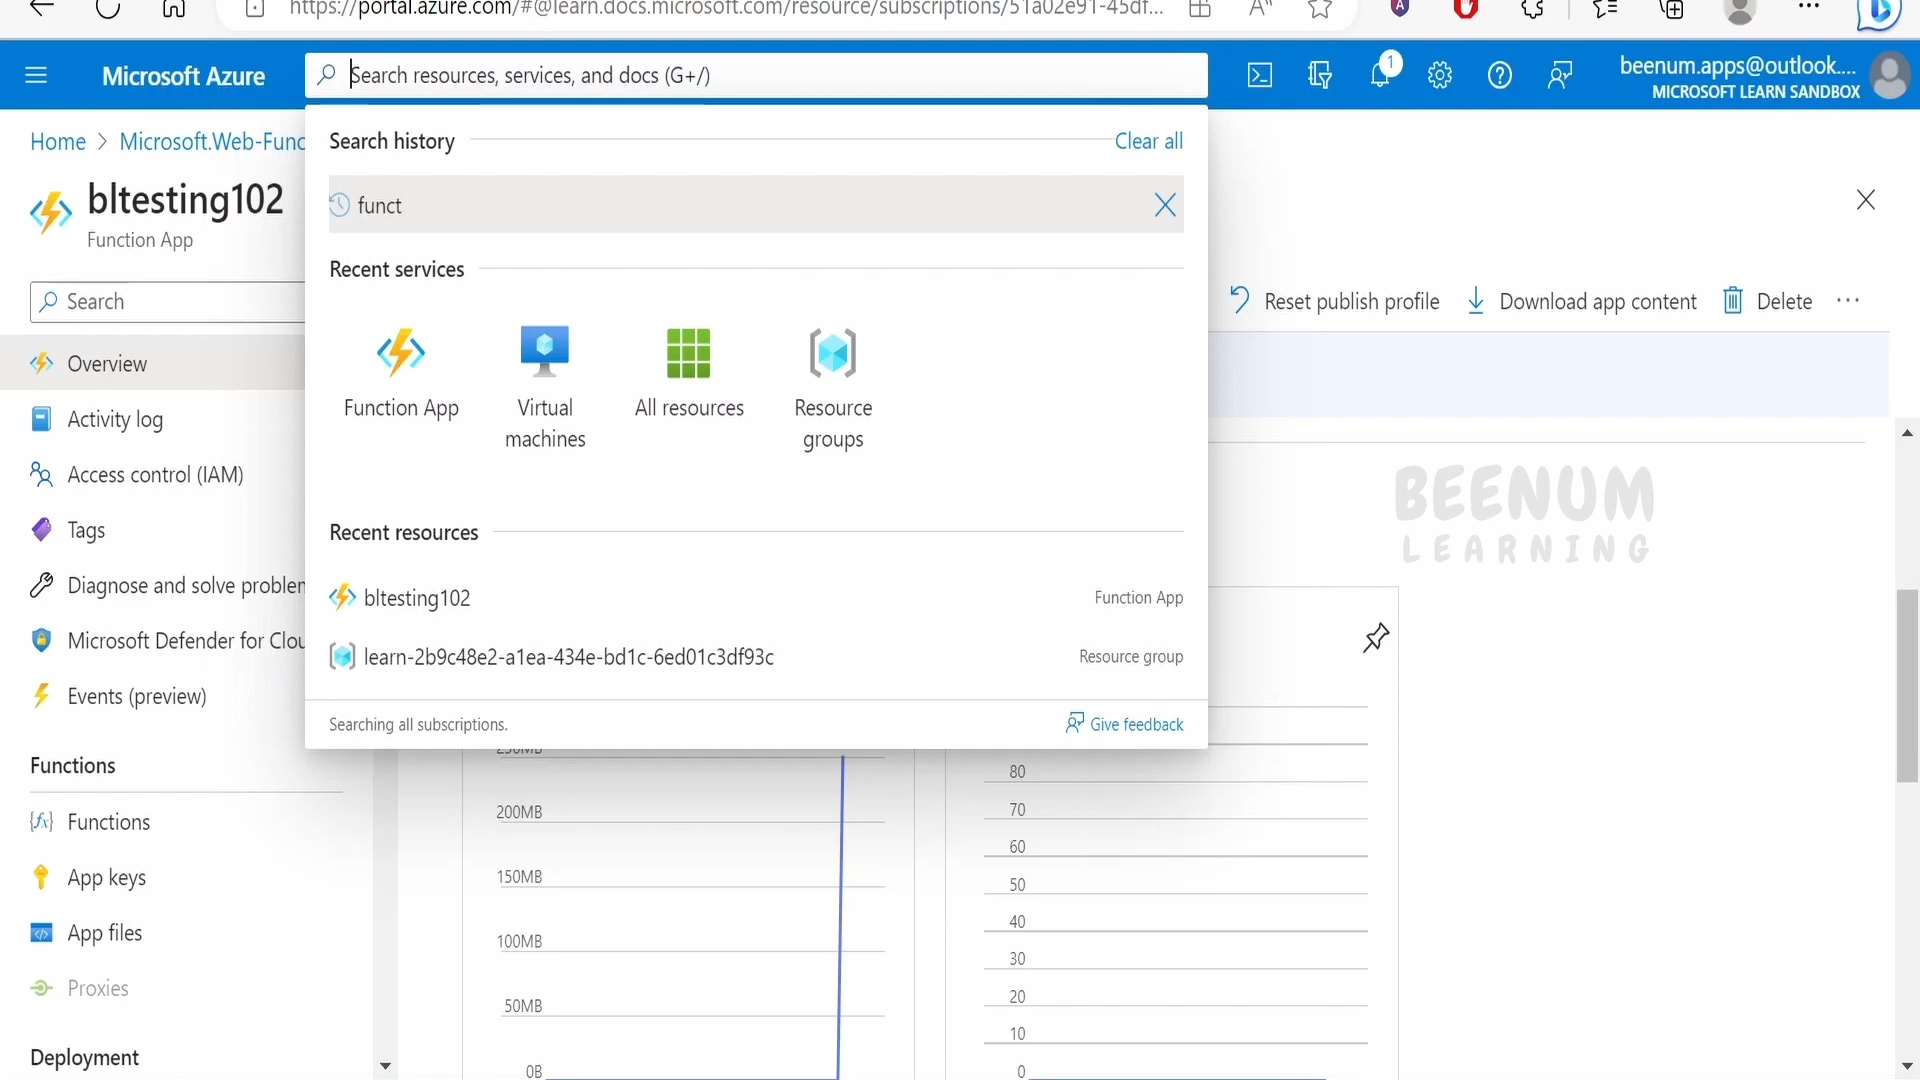 https://portal.azure.com/#@learn.docs.microsoft.com/resource/subscriptions/51a02e91-45df...
Microsoft Azure
Search resources, services, and docs (G+/)
1
beenum.apps@outlook....
MICROSOFT LEARN SANDBOX
Home > Microsoft.Web-Func
bltesting102
Function App
Search
Overview
Activity log
Access control (IAM)
Tags
Diagnose and solve problem
Microsoft Defender for Clou
Events (preview)
Functions
Functions
App keys
App files
Proxies
Deployment
Search history
Clear all
funct
Recent services
Function App
Virtual machines
All resources
Resource groups
Recent resources
bltesting102 Function App
learn-2b9c48e2-a1ea-434e-bd1c-6ed01c3df93c Resource group
Searching all subscriptions.
Give feedback
Reset publish profile
Download app content
Delete
BEENUM
LEARNING
250MB
200MB
150MB
100MB
50MB
0B
80
70
60
50
40
30
20
10
0